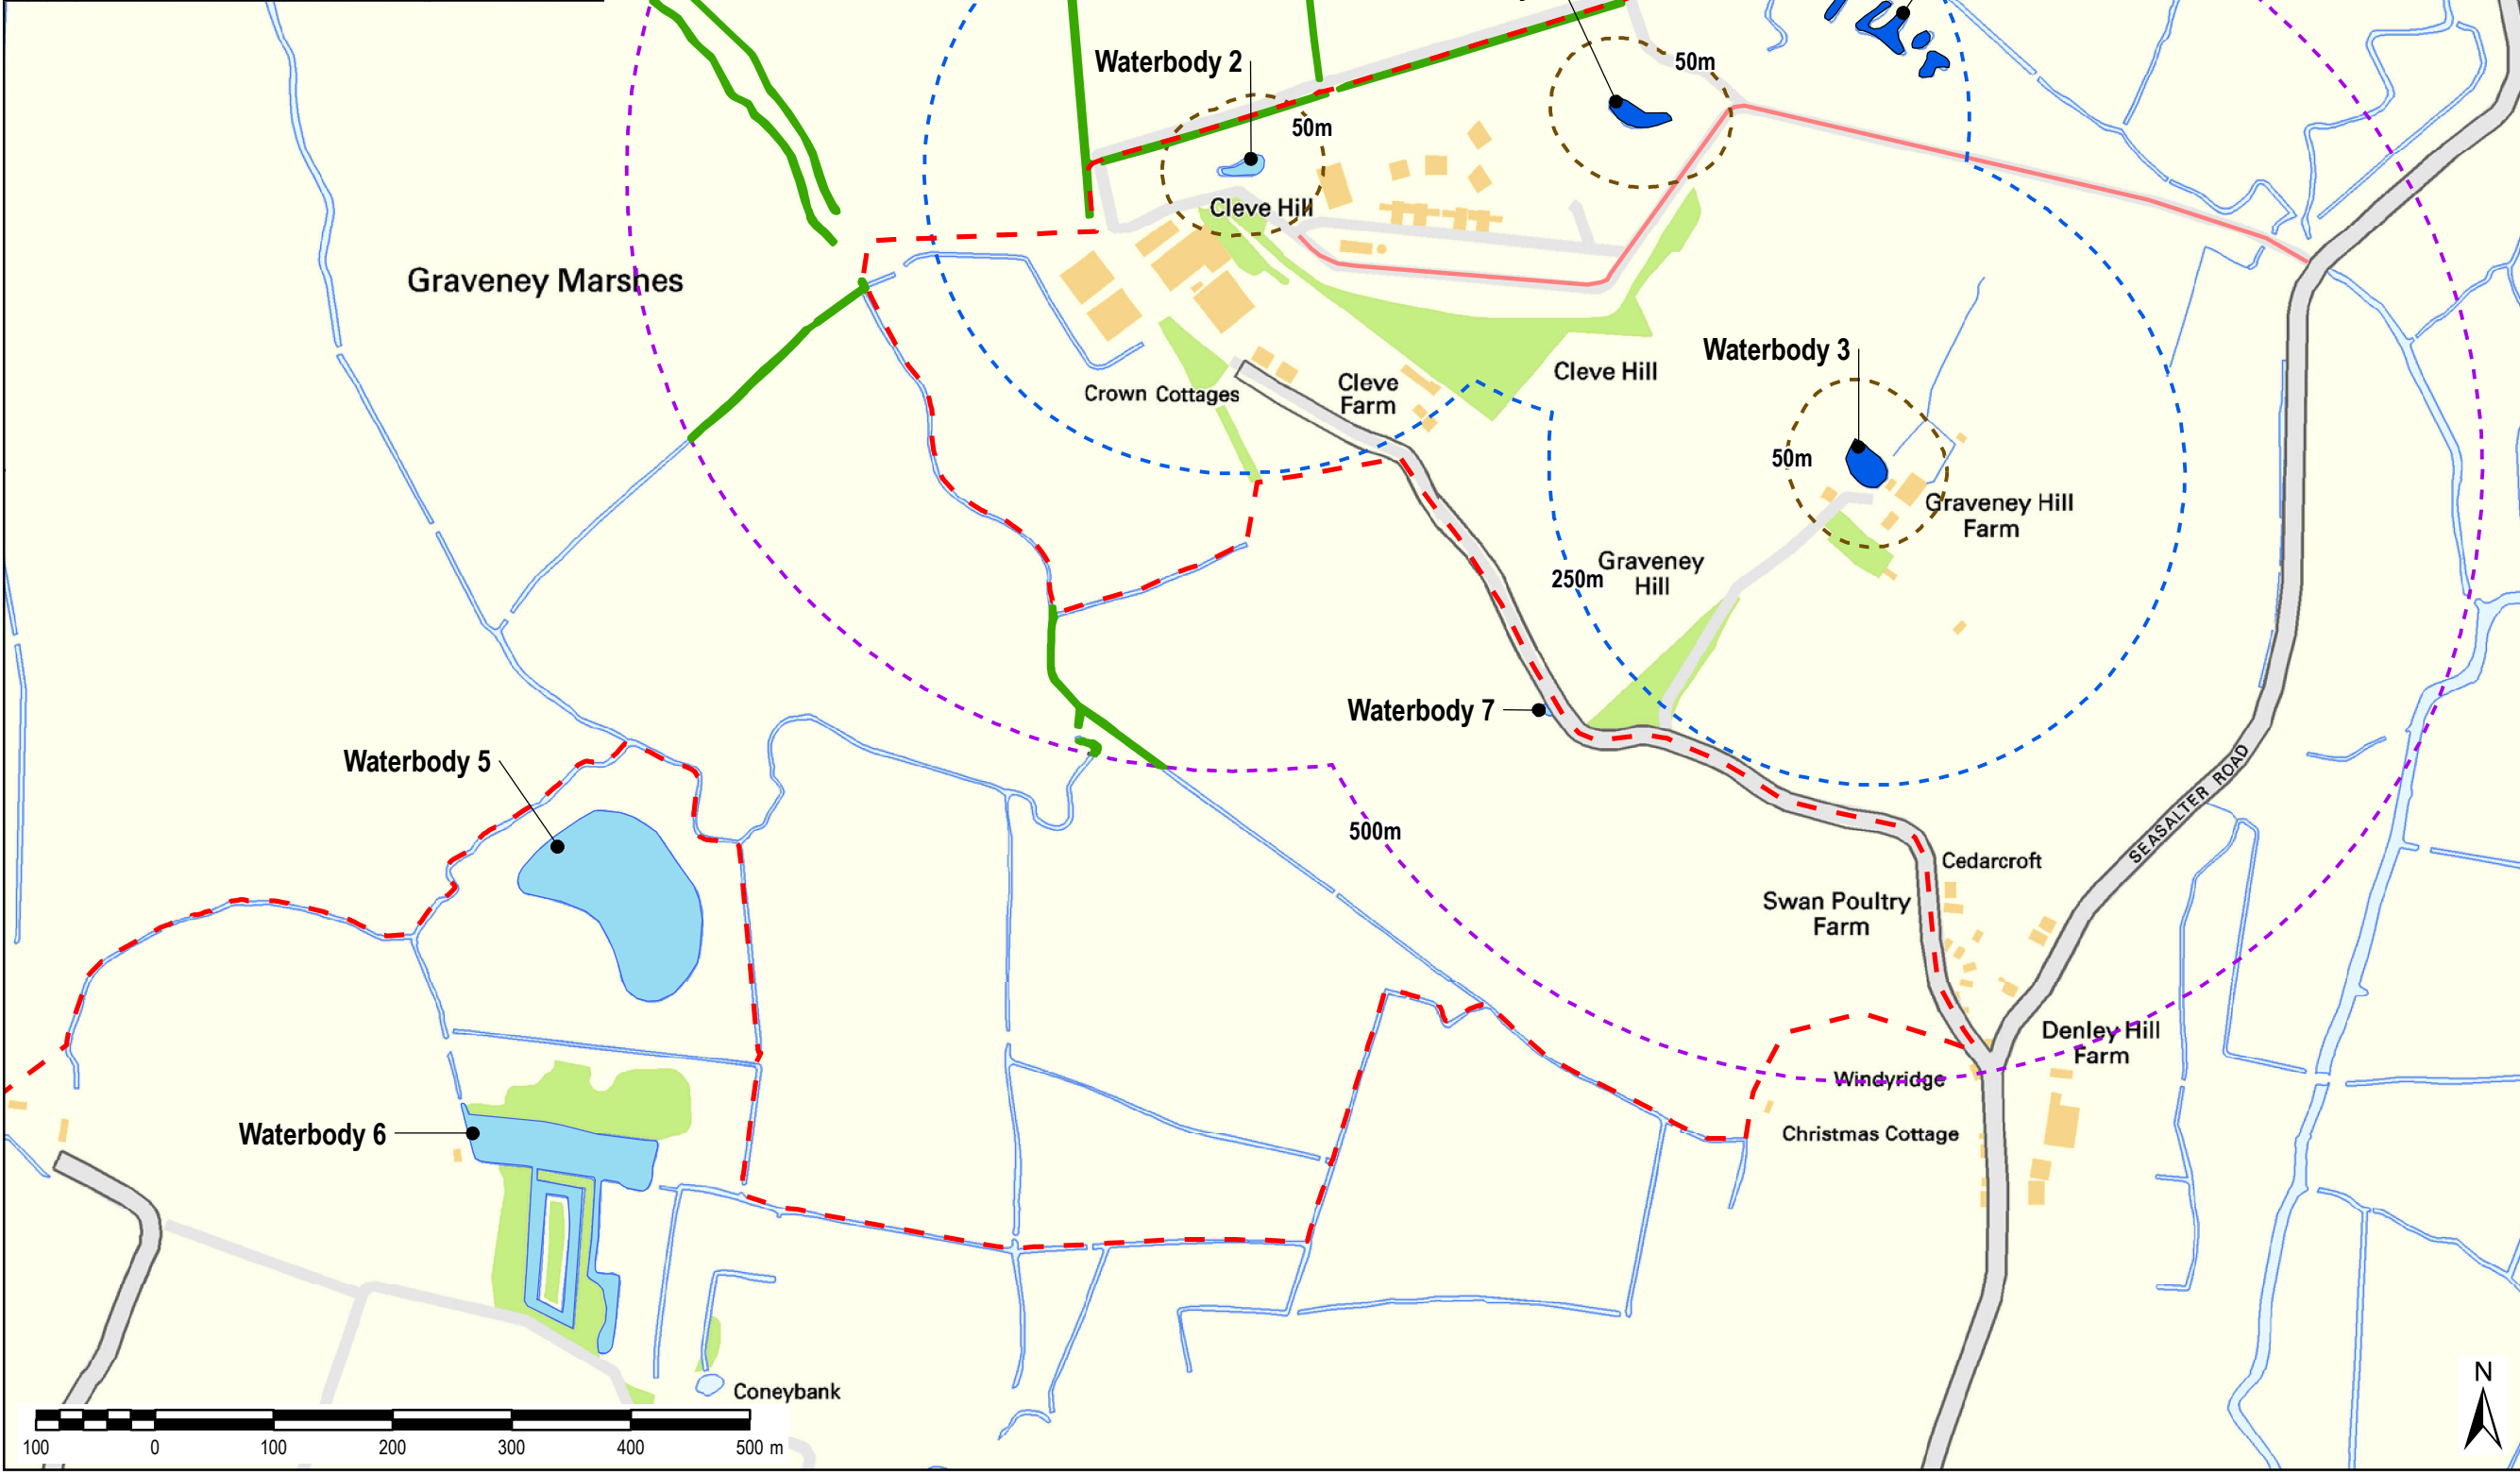 Waterbody 2
50m
50m
Cleve Hill
Graveney Marshes
Waterbody 3
Cleve Hill
Cleve
Farm
Crown Cottages
50m
Graveney Hill
Farm
Graveney
Hill
250m
Waterbody 7
Waterbody 5
500m
SEASALTER ROAD
Cedarcroft
Swan Poultry
Farm
Denley Hill
Farm
Windyridge
Waterbody 6
Christmas Cottage
Coneybank
N
100 0 100 200 300 400 500 m